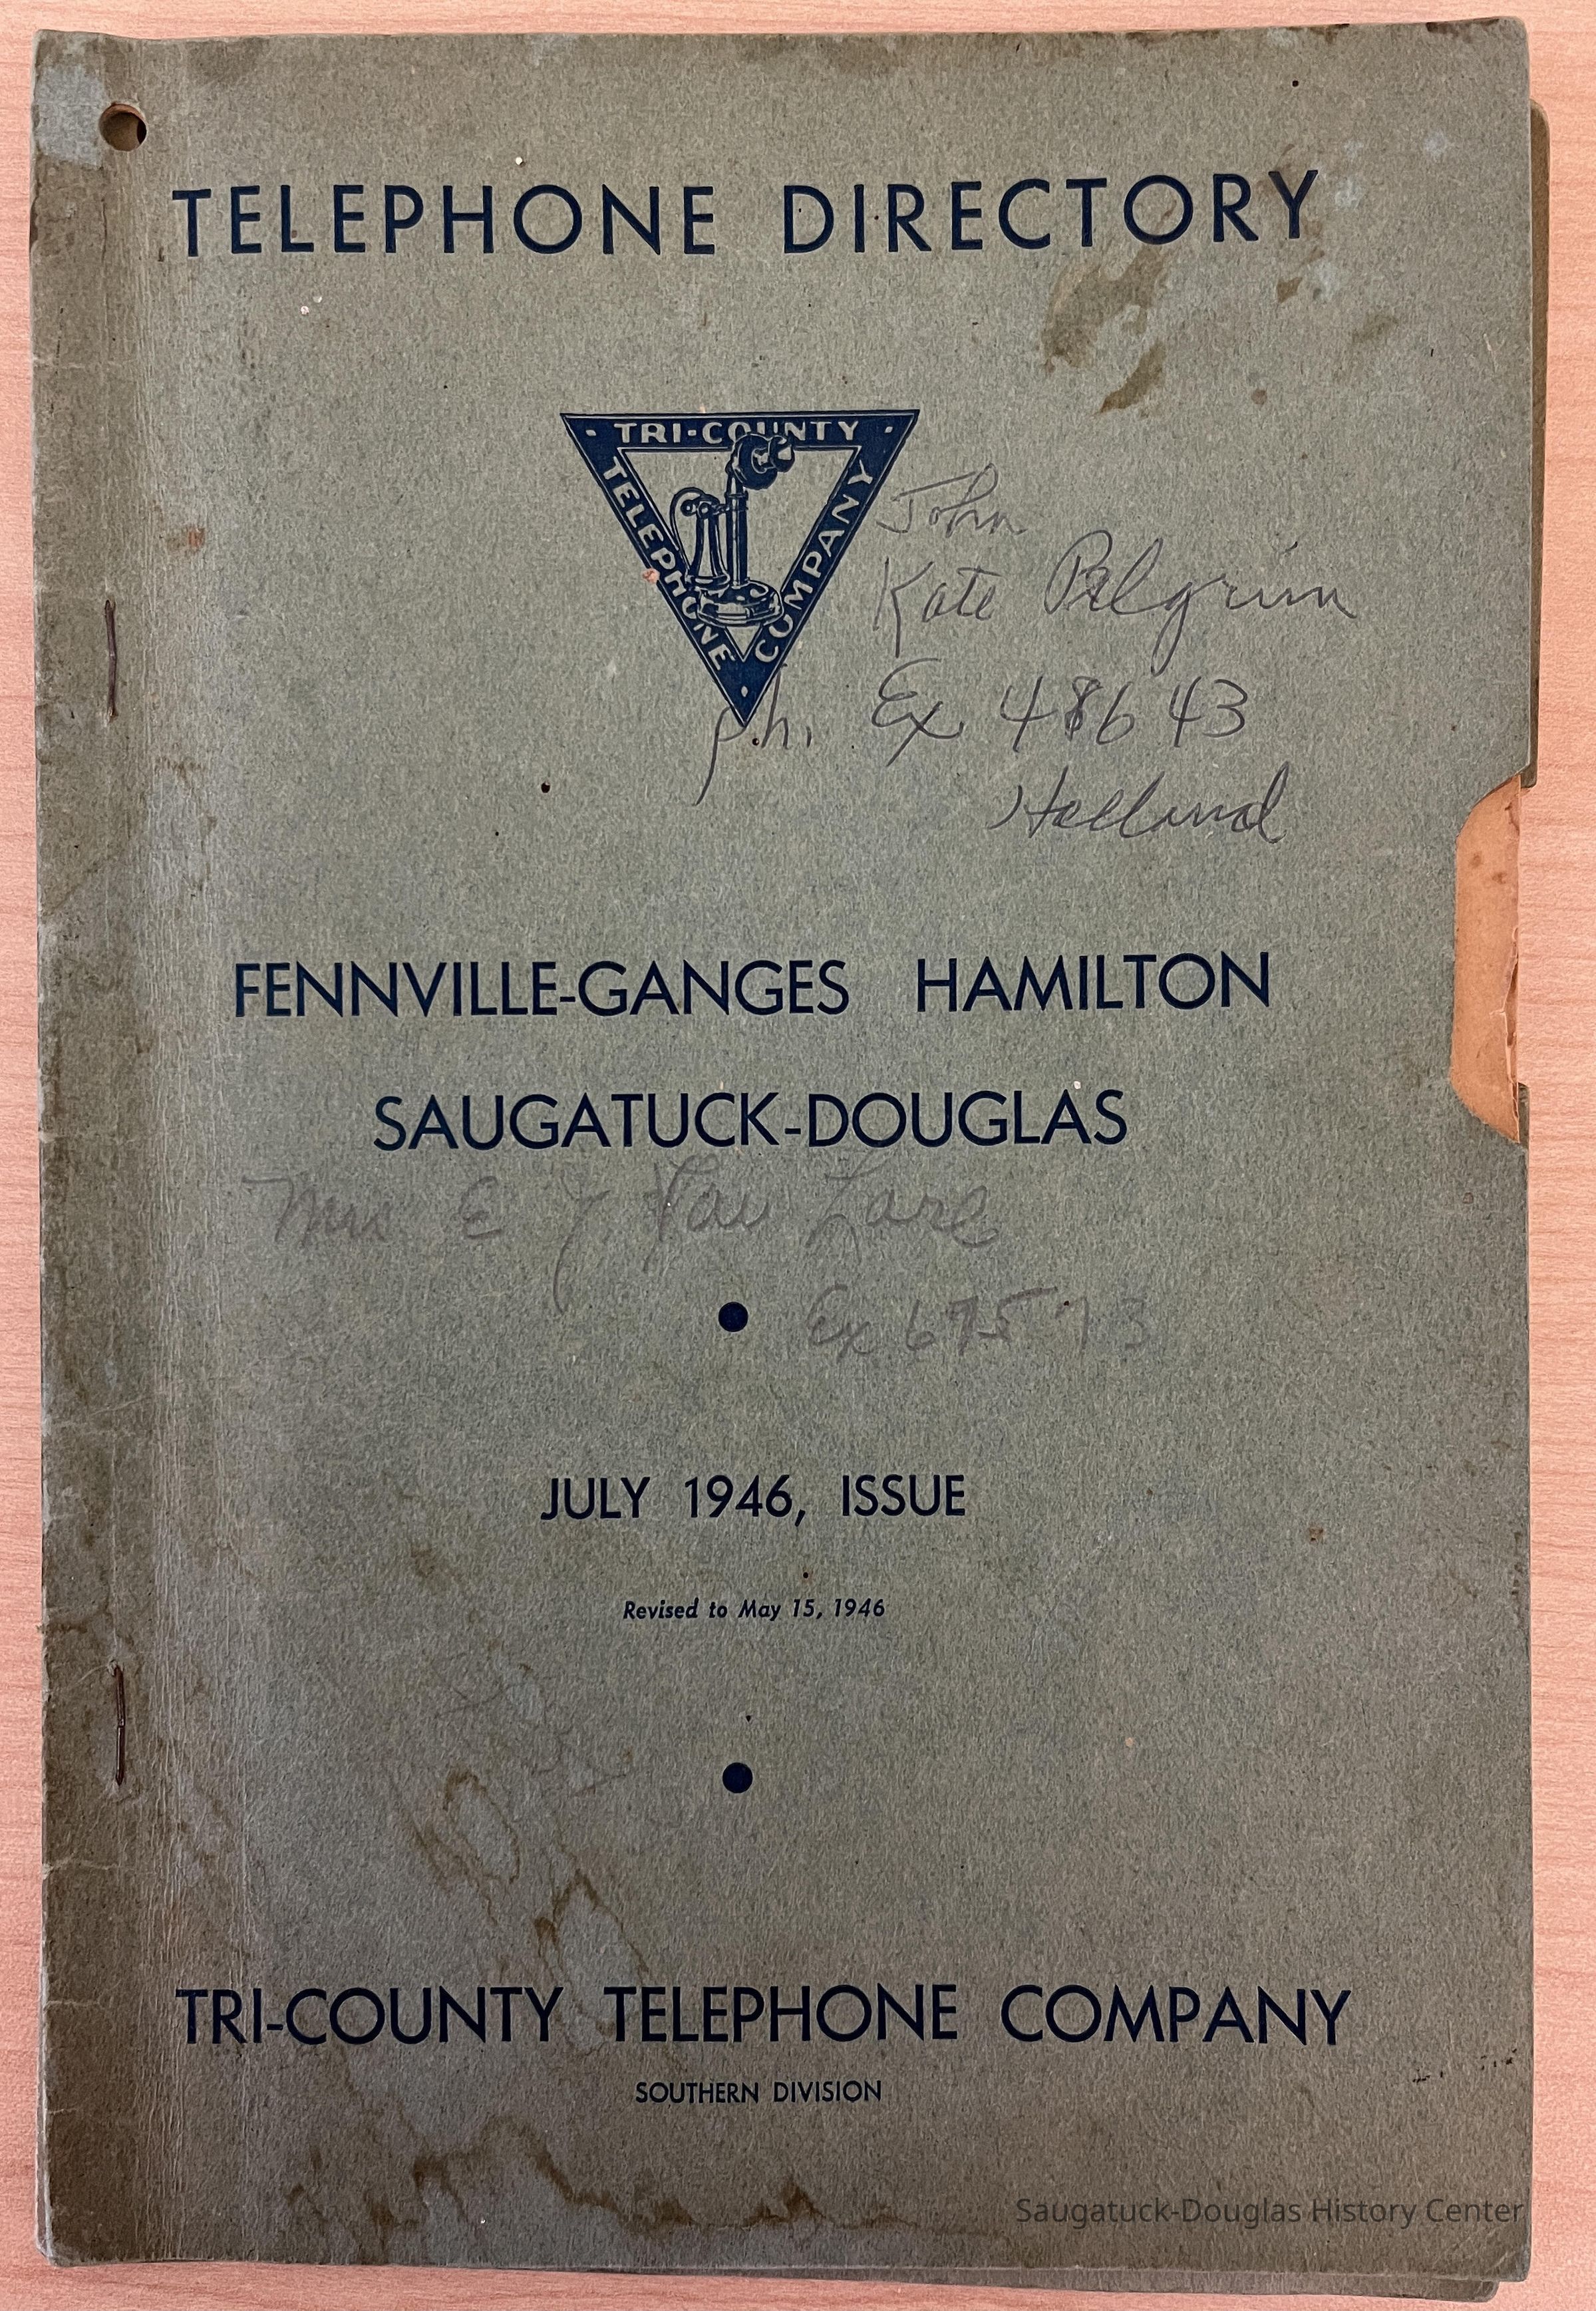 TELEPHONE DIRECTORY
TRI-COUNTY
TELEPHONE
COMPANY
John
Kate Pelgrim
ph. Ex 48643
Holland
FENNVILLE-GANGES HAMILTON
SAUGATUCK-DOUGLAS
Mrs E J. Van
Ex 67573
JULY 1946, ISSUE
Revised to May 15, 1946
TRI-COUNTY TELEPHONE COMPANY
SOUTHERN DIVISION
Saugatuck-Douglas History Center